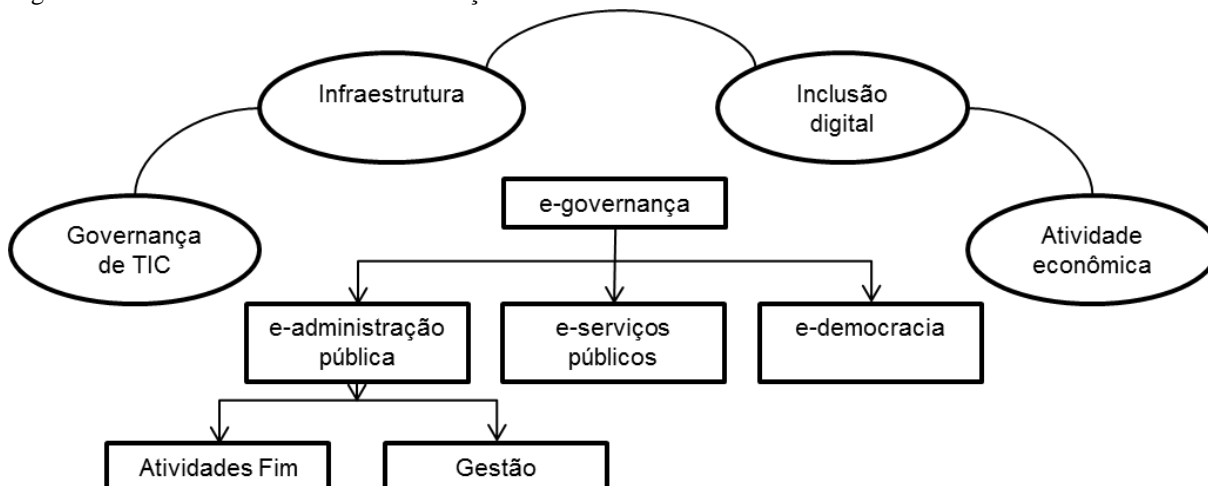 Infraestrutura
Inclusão
digital
Governança
de TIC
e-governança
Atividade
econômica
e-administração
pública
e-serviços
públicos
e-democracia
Atividades Fim
Gestão